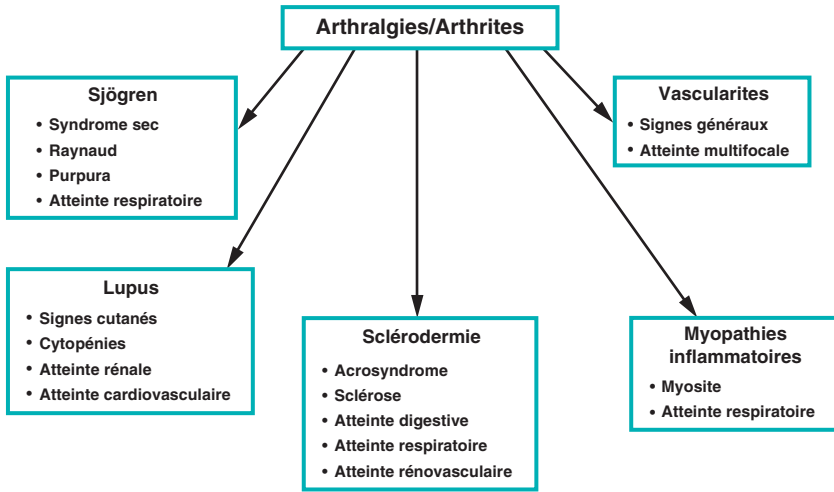 Arthralgies/Arthrites
Sjögren
• Syndrome sec
• Raynaud
• Purpura
• Atteinte respiratoire
Vascularites
• Signes généraux
• Atteinte multifocale
Lupus
• Signes cutanés
• Cytopénies
• Atteinte rénale
• Atteinte cardiovasculaire
Sclérodermie
• Acrosyndrome
• Sclérose
• Atteinte digestive
• Atteinte respiratoire
• Atteinte rénovasculaire
Myopathies
inflammatoires
• Myosite
• Atteinte respiratoire